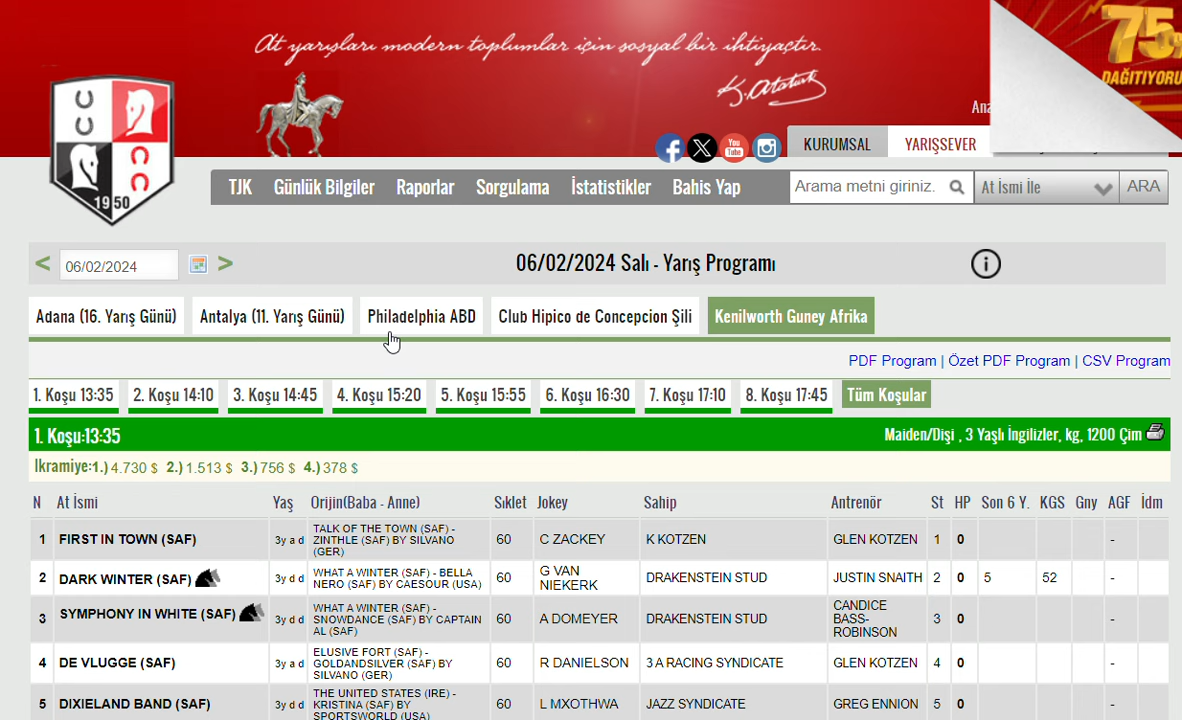 At yarışları modern toplumlar için sosyal bir ihtiyaçtır.
K. Atatürk
75
DAĞITIYORU
1950
Ana
KURUMSAL
YARIŞSEVER
TJK Günlük Bilgiler Raporlar Sorgulama İstatistikler Bahis Yap
Arama metni giriniz. At İsmi İle ARA
< 06/02/2024 > 06/02/2024 Salı - Yarış Programı i
Adana (16. Yarış Günü) Antalya (11. Yarış Günü) Philadelphia ABD Club Hipico de Concepcion Şili Kenilworth Guney Afrika
PDF Program | Özet PDF Program | CSV Program
1. Koşu 13:35 2. Koşu 14:10 3. Koşu 14:45 4. Koşu 15:20 5. Koşu 15:55 6. Koşu 16:30 7. Koşu 17:10 8. Koşu 17:45 Tüm Koşular
1. Koşu:13:35 Maiden/Dişi , 3 Yaşlı İngilizler, kg, 1200 Çim
Ikramiye:1.) 4.730 $ 2.) 1.513 $ 3.) 756 $ 4.) 378 $
N At İsmi Yaş Orijin(Baba - Anne) Sıklet Jokey Sahip Antrenör St HP Son 6 Y. KGS Gny AGF İdm
1 FIRST IN TOWN (SAF) 3y a d TALK OF THE TOWN (SAF) - ZINTHLE (SAF) BY SILVANO (GER) 60 C ZACKEY K KOTZEN GLEN KOTZEN 1 0 -
2 DARK WINTER (SAF) 3y d d WHAT A WINTER (SAF) - BELLA NERO (SAF) BY CAESOUR (USA) 60 G VAN NIEKERK DRAKENSTEIN STUD JUSTIN SNAITH 2 0 5 52 -
3 SYMPHONY IN WHITE (SAF) 3y d d WHAT A WINTER (SAF) - SNOWDANCE (SAF) BY CAPTAIN AL (SAF) 60 A DOMEYER DRAKENSTEIN STUD CANDICE BASS-ROBINSON 3 0 -
4 DE VLUGGE (SAF) 3y a d ELUSIVE FORT (SAF) - GOLDANDSILVER (SAF) BY SILVANO (GER) 60 R DANIELSON 3 A RACING SYNDICATE GLEN KOTZEN 4 0 -
5 DIXIELAND BAND (SAF) 3y d d THE UNITED STATES (IRE) - KRISTINA (SAF) BY SPORTSWORLD (USA) 60 L MXOTHWA JAZZ SYNDICATE GREG ENNION 5 0 -